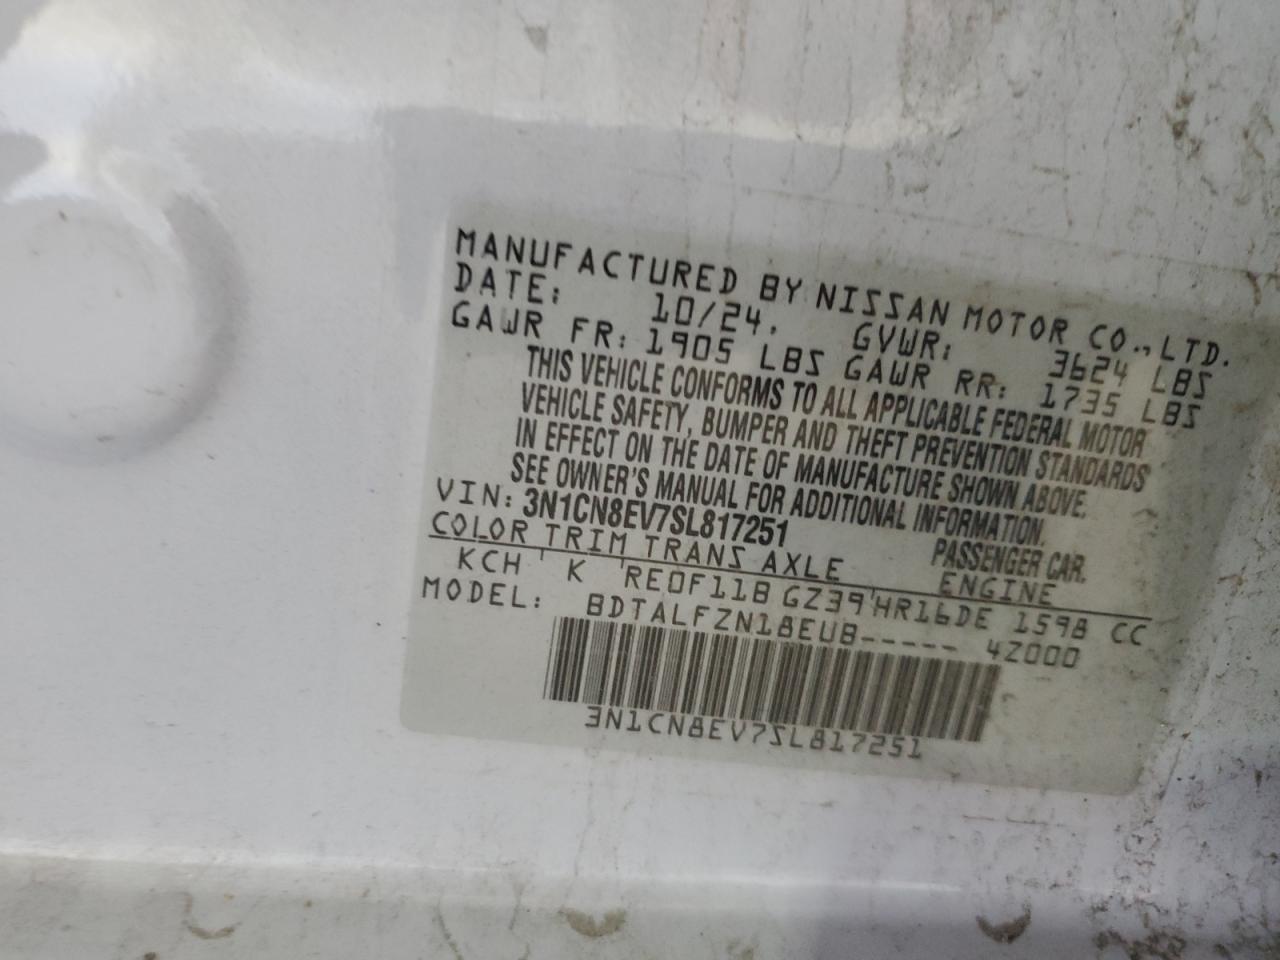 MANUFACTURED BY NISSAN MOTOR CO., LTD.
DATE: 10/24. GVWR: 3624 LBS
GAWR FR: 1905 LBS GAWR RR: 1735 LBS
THIS VEHICLE CONFORMS TO ALL APPLICABLE FEDERAL MOTOR
VEHICLE SAFETY, BUMPER AND THEFT PREVENTION STANDARDS
IN EFFECT ON THE DATE OF MANUFACTURE SHOWN ABOVE.
SEE OWNER'S MANUAL FOR ADDITIONAL INFORMATION.
VIN: 3N1CN8EV7SL817251 PASSENGER CAR.
COLOR TRIM TRANS AXLE ENGINE
KCH K RE0F11B GZ39 HR16DE 1598 CC
MODEL: BDTALFZN18EUB----- 4Z000
3N1CN8EV7SL817251